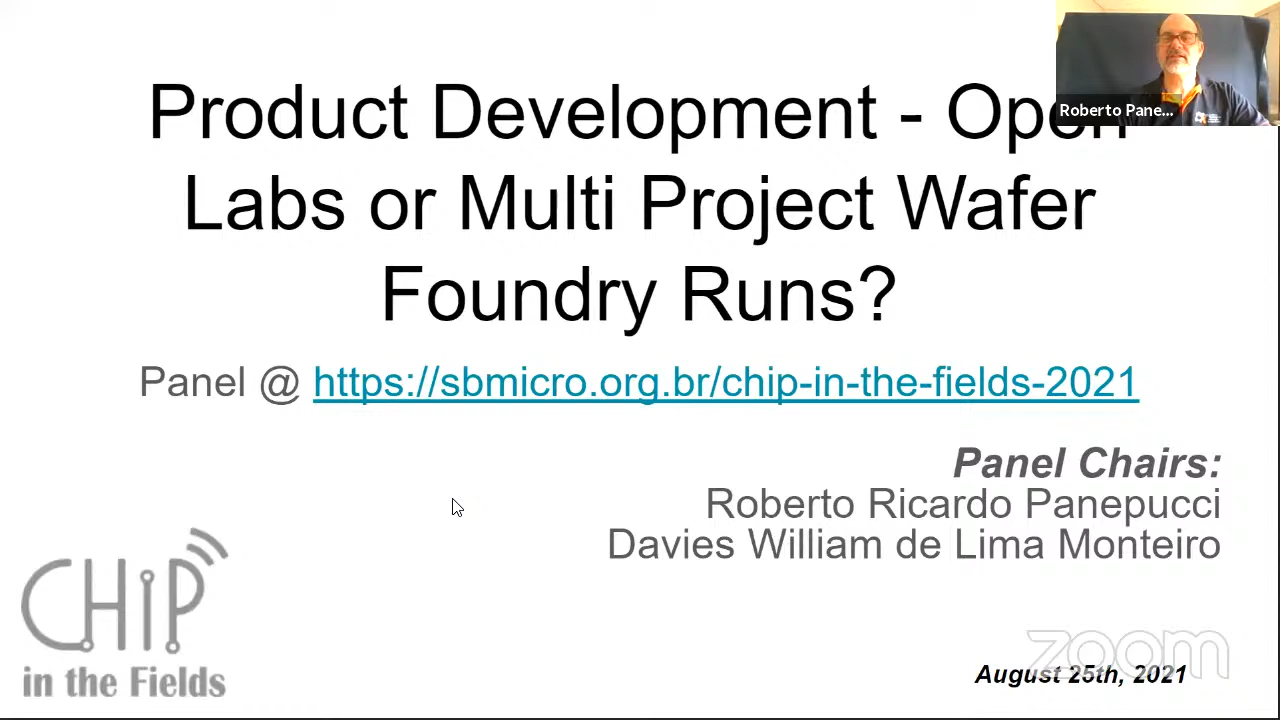 Product Development - Open
Roberto Pane...
Labs or Multi Project Wafer
Foundry Runs?
Panel @ https://sbmicro.org.br/chip-in-the-fields-2021
Panel Chairs:
Roberto Ricardo Panepucci
Davies William de Lima Monteiro
CHiP
in the Fields
zoom
August 25th, 2021